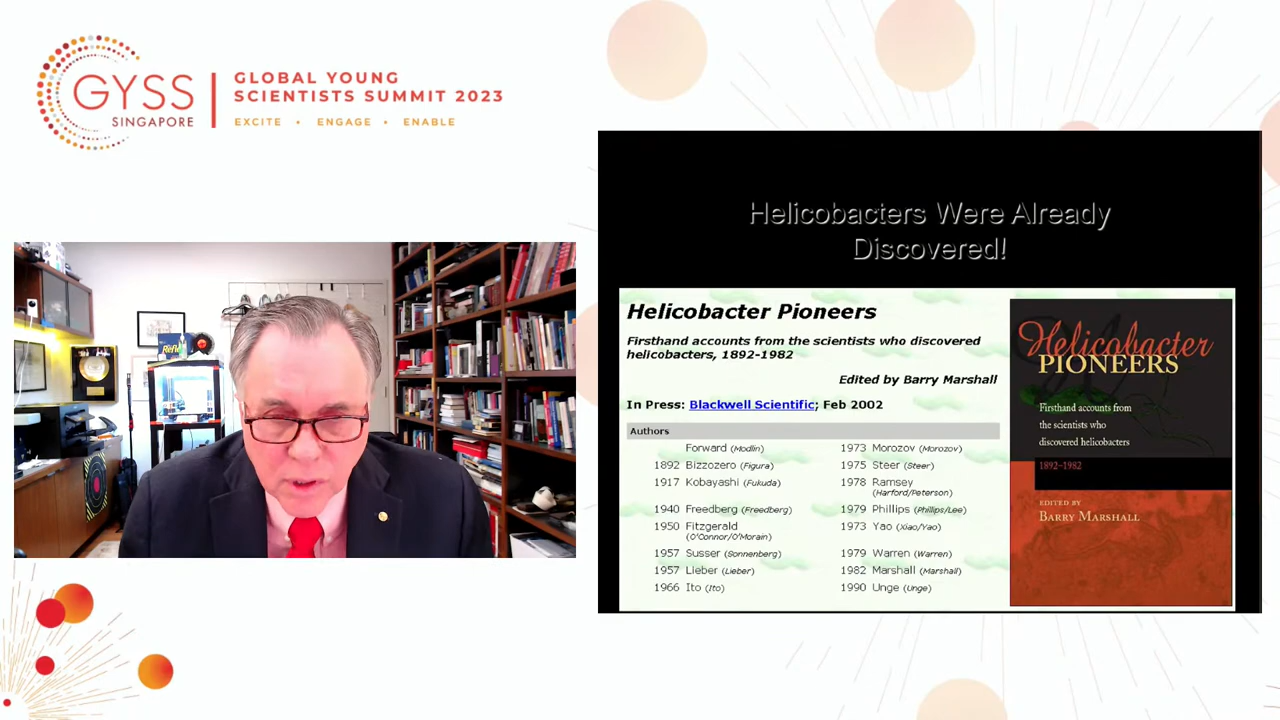 GYSS
SINGAPORE
GLOBAL YOUNG
SCIENTISTS SUMMIT 2023
EXCITE • ENGAGE • ENABLE
Helicobacters Were Already
Discovered!
Helicobacter Pioneers
Firsthand accounts from the scientists who discovered
helicobacters, 1892-1982
Edited by Barry Marshall
In Press: Blackwell Scientific; Feb 2002
Authors
Forward (Modlin)
1892 Bizzozero (Figura)
1917 Kobayashi (Fukuda)
1940 Freedberg (Freedberg)
1950 Fitzgerald
(O'Connor/O'Morain)
1957 Susser (Sonnenberg)
1957 Lieber (Lieber)
1966 Ito (Ito)
1973 Morozov (Morozov)
1975 Steer (Steer)
1978 Ramsey
(Harford/Peterson)
1979 Phillips (Phillips/Lee)
1973 Yao (Xiao/Yao)
1979 Warren (Warren)
1982 Marshall (Marshall)
1990 Unge (Unge)
Helicobacter
PIONEERS
Firsthand accounts from
the scientists who
discovered helicobacters
1892-1982
EDITED BY
BARRY MARSHALL